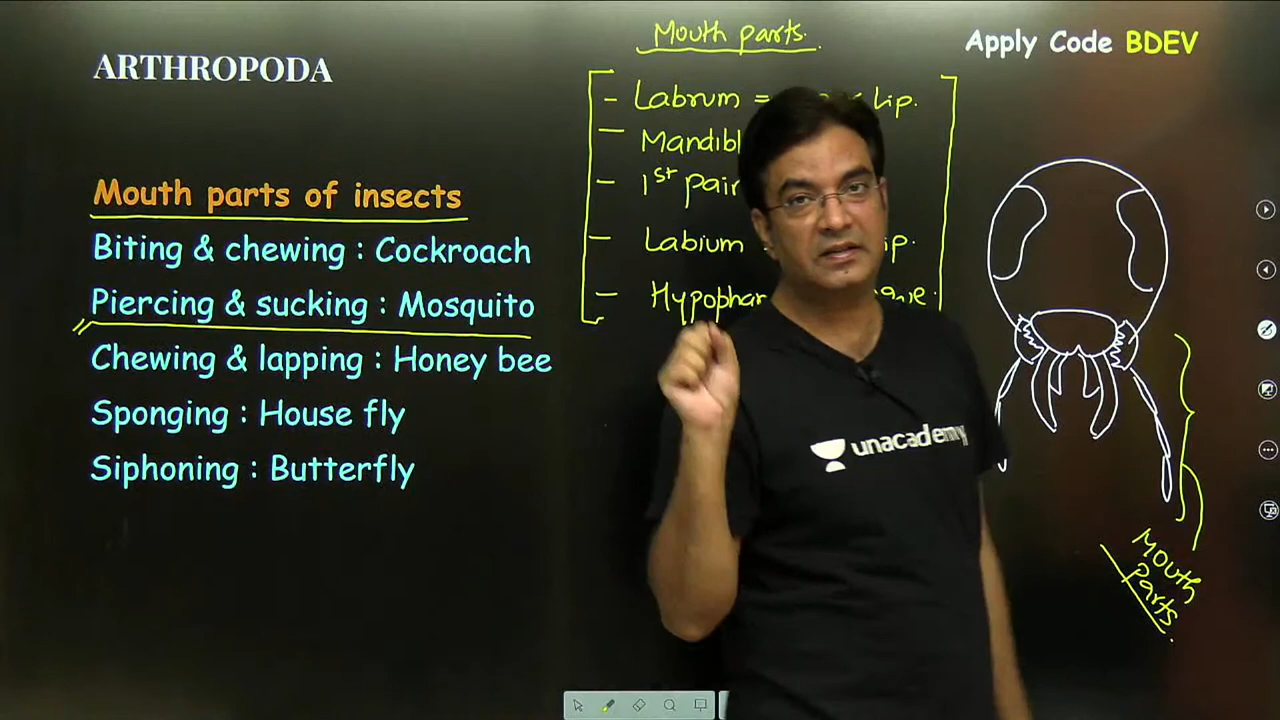 ARTHROPODA
Mouth parts of insects
Biting & chewing : Cockroach
Piercing & sucking : Mosquito
Chewing & lapping : Honey bee
Sponging : House fly
Siphoning : Butterfly
Mouth parts.
- Labrum = Lip.
- Mandibl
- 1st pair
- Labium
- Hypophar
Apply Code BDEV
unacademy
Mouth
Parts.